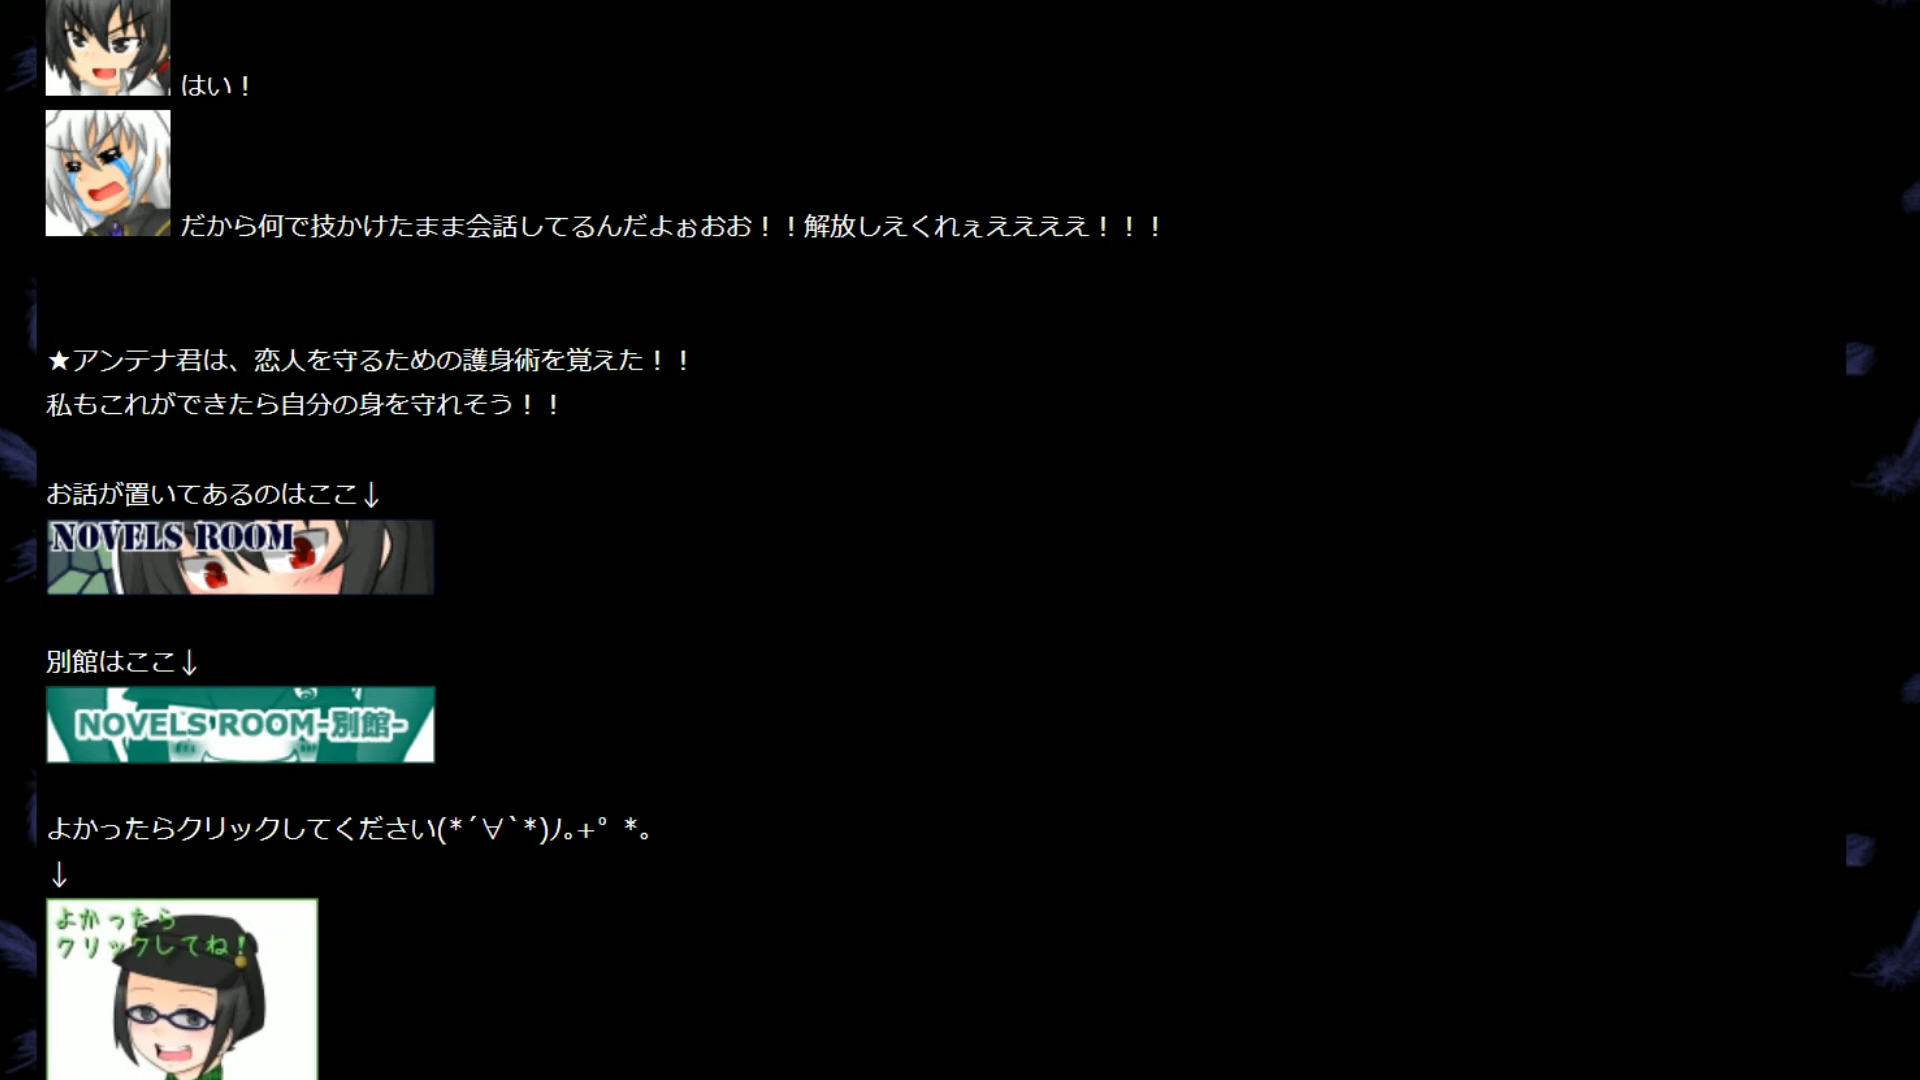 はい！
だから何で技かけたまま会話してるんだよぉおお！！解放しえくれぇええええ！！！
★アンテナ君は、恋人を守るための護身術を覚えた！！
私もこれができたら自分の身を守れそう！！
お話が置いてあるのはここ↓
NOVELS ROOM
別館はここ↓
NOVELS ROOM-別館-
よかったらクリックしてください(*´∀`*)ﾉ｡+ﾟ *｡
↓
よかったら
クリックしてね！